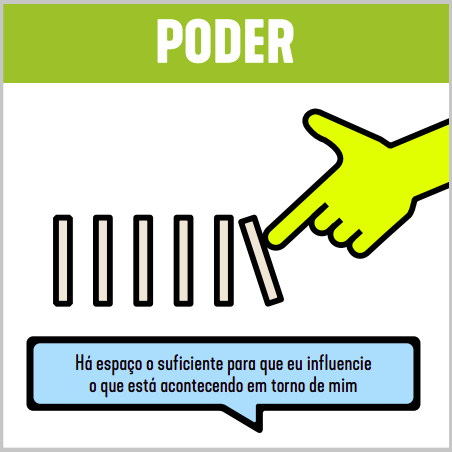 PODER
Há espaço o suficiente para que eu influencie
o que está acontecendo em torno de mim